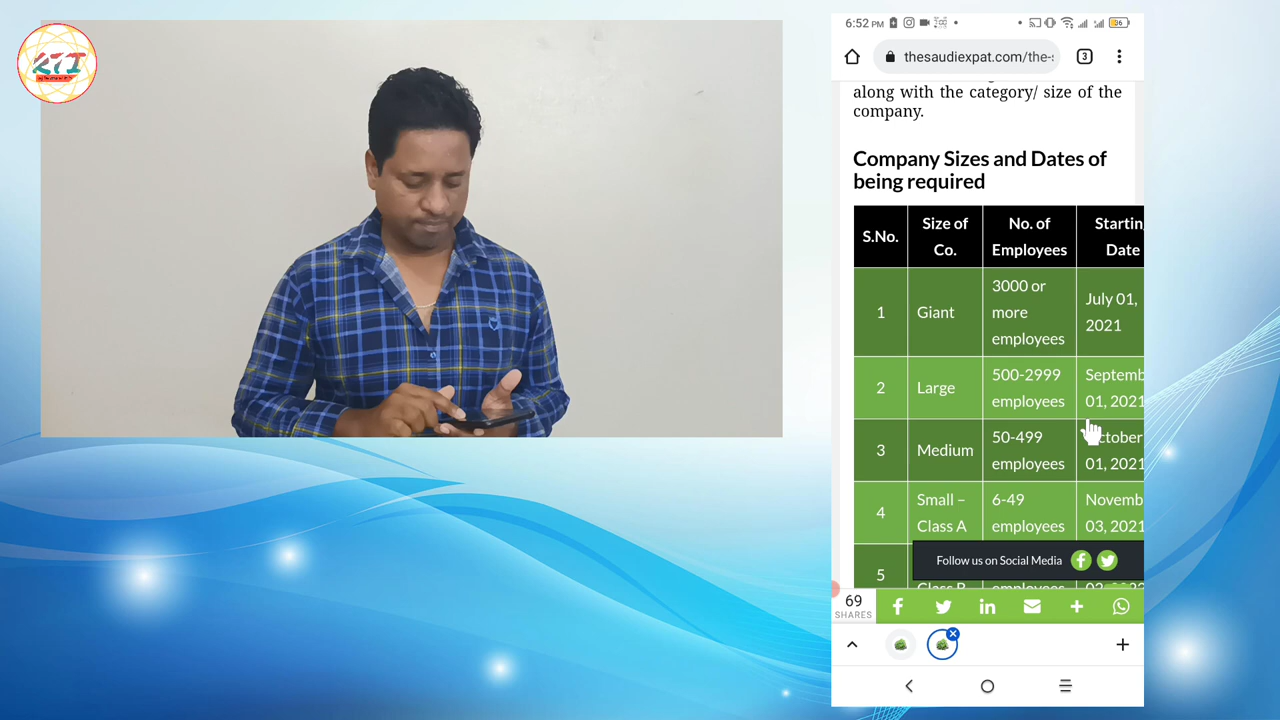 KTI
6:52 PM
thesaudiexpat.com/the-s
3
along with the category/ size of the
company.
Company Sizes and Dates of
being required
S.No.
Size of
Co.
No. of
Employees
Startin
Date
1
Giant
3000 or
more
employees
July 01,
2021
2
Large
500-2999
employees
Septemb
01, 2021
3
Medium
50-499
employees
ctober
01, 2021
4
Small –
Class A
6-49
employees
Novemb
03, 2021
5
Follow us on Social Media
69
SHARES